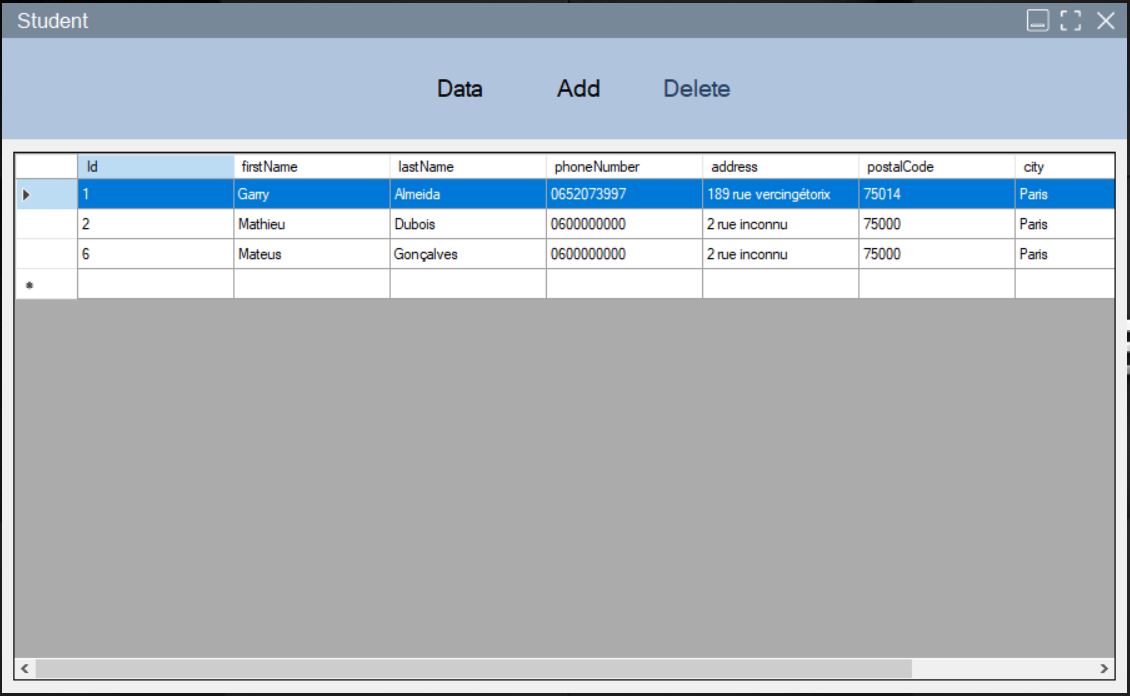 Student
Data Add Delete
Id firstName lastName phoneNumber address postalCode city
1 Garry Almeida 0652073997 189 rue vercingétorix 75014 Paris
2 Mathieu Dubois 0600000000 2 rue inconnu 75000 Paris
6 Mateus Gonçalves 0600000000 2 rue inconnu 75000 Paris